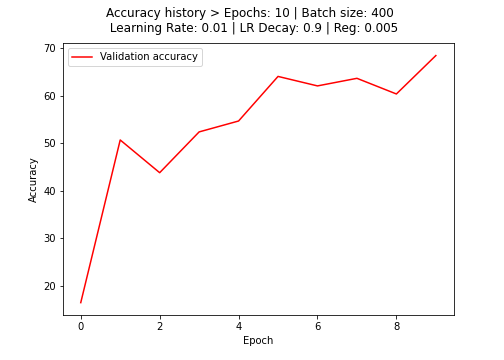 Accuracy history > Epochs: 10 | Batch size: 400
Learning Rate: 0.01 | LR Decay: 0.9 | Reg: 0.005
Validation accuracy
70
60
50
40
30
20
Accuracy
0 2 4 6 8
Epoch